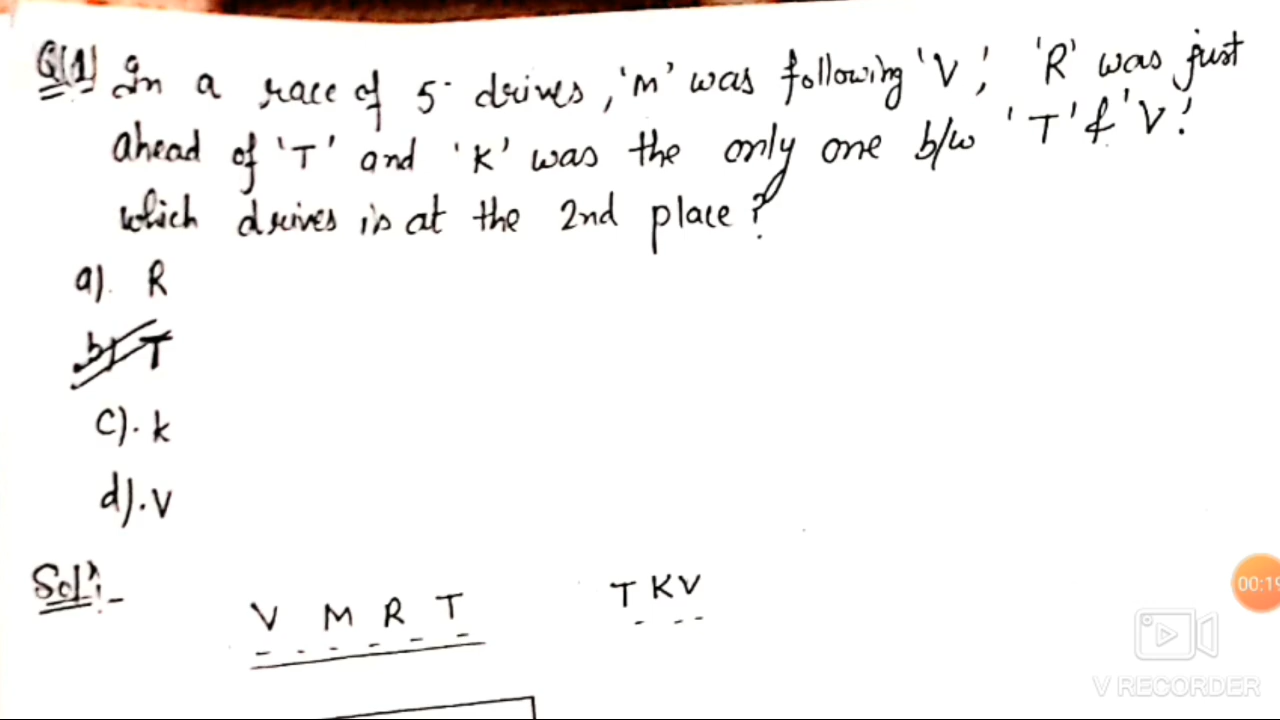 Q(1) In a race of 5 drives, 'M' was following 'V', 'R' was just
ahead of 'T' and 'K' was the only one b/w 'T' & 'V'.
which drives is at the 2nd place?
a). R
b) T
c). k
d). V
Sol':-
V M R T T K V
00:19
V RECORDER